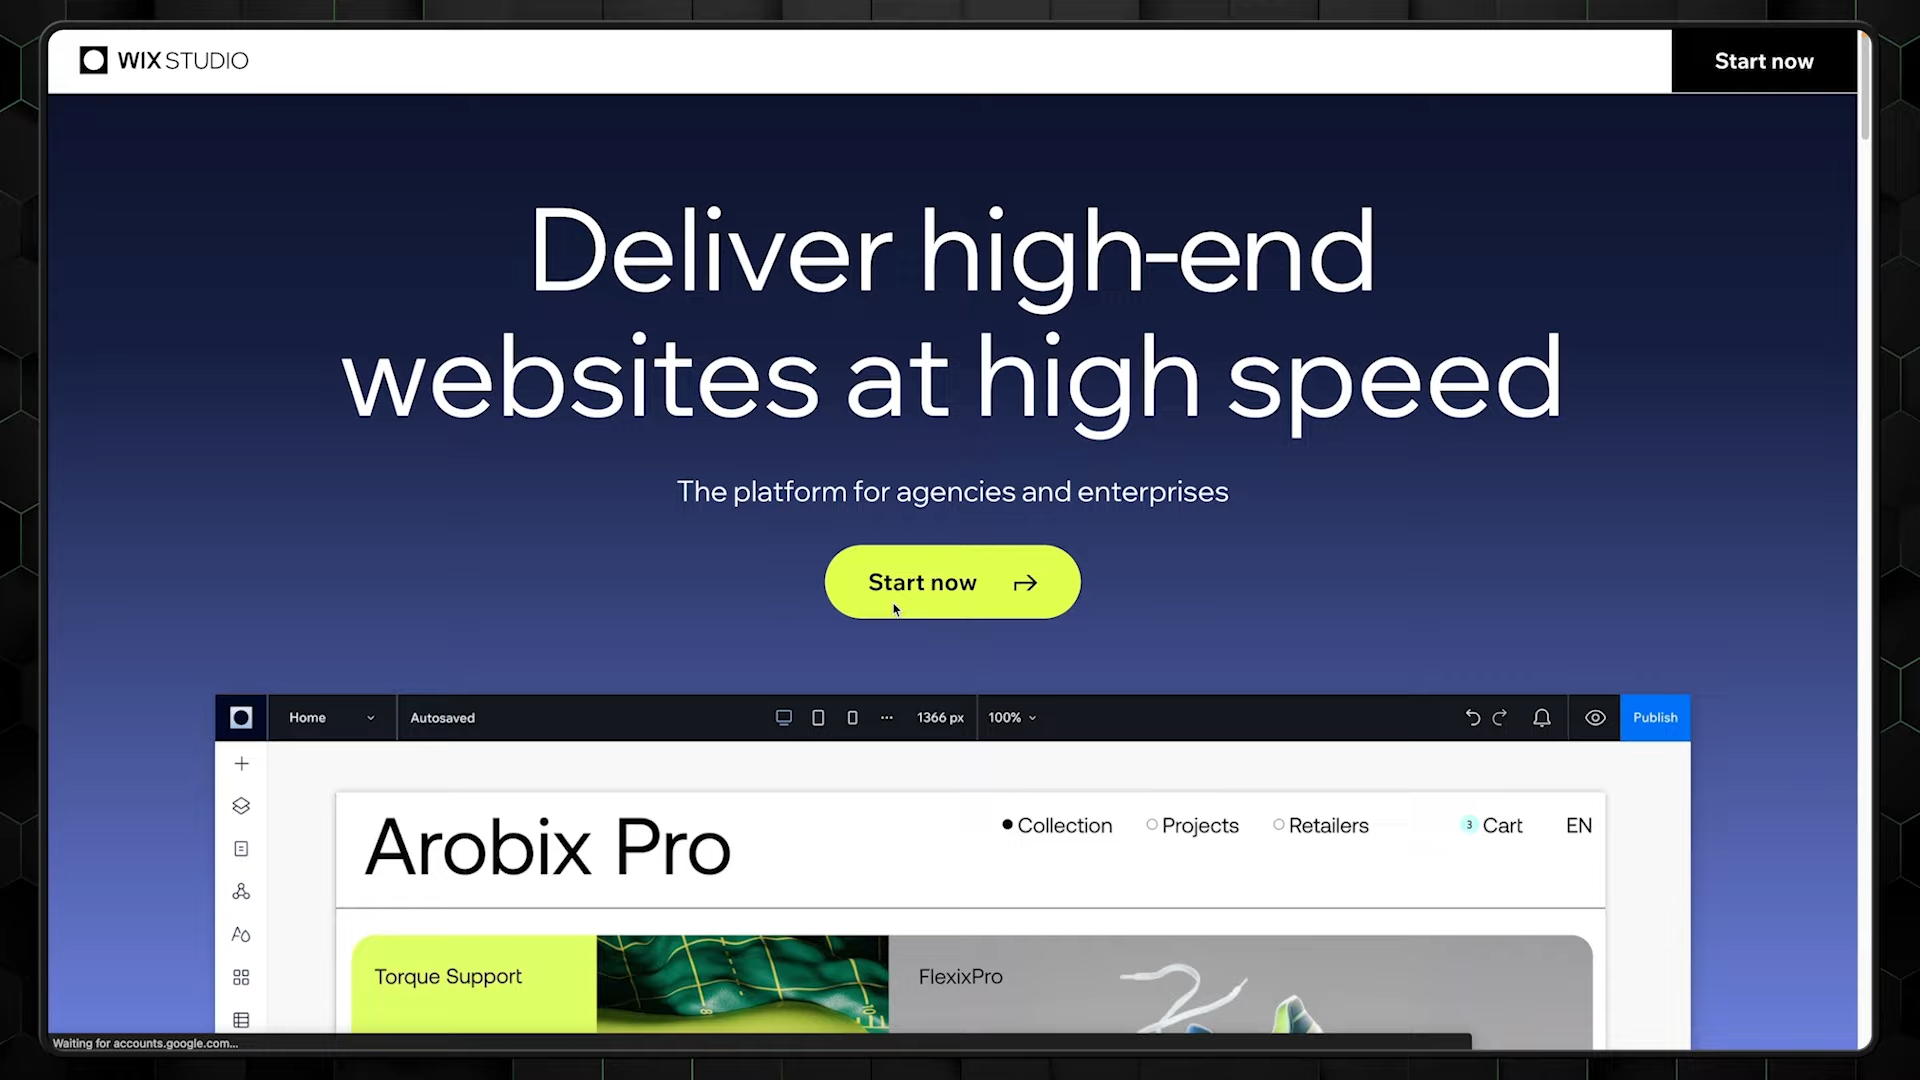 WIX STUDIO
Start now
Deliver high-end
websites at high speed
The platform for agencies and enterprises
Start now
Home
Autosaved
1366 px
100%
Publish
Arobix Pro
Collection
Projects
Retailers
3 Cart
EN
Torque Support
FlexixPro
Waiting for accounts.google.com...